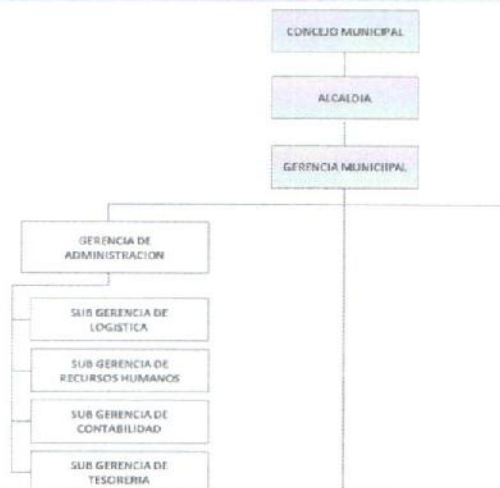 CONCEJO MUNICIPAL
ALCALDIA
GERENCIA MUNICIIPAL
GERENCIA DE
ADMINISTRACION
SUB GERENCIA DE
LOGISTICA
SUB GERENCIA DE
RECURSOS HUMANOS
SUB GERENCIA DE
CONTABILIDAD
SUB GERENCIA DE
TESORERIA